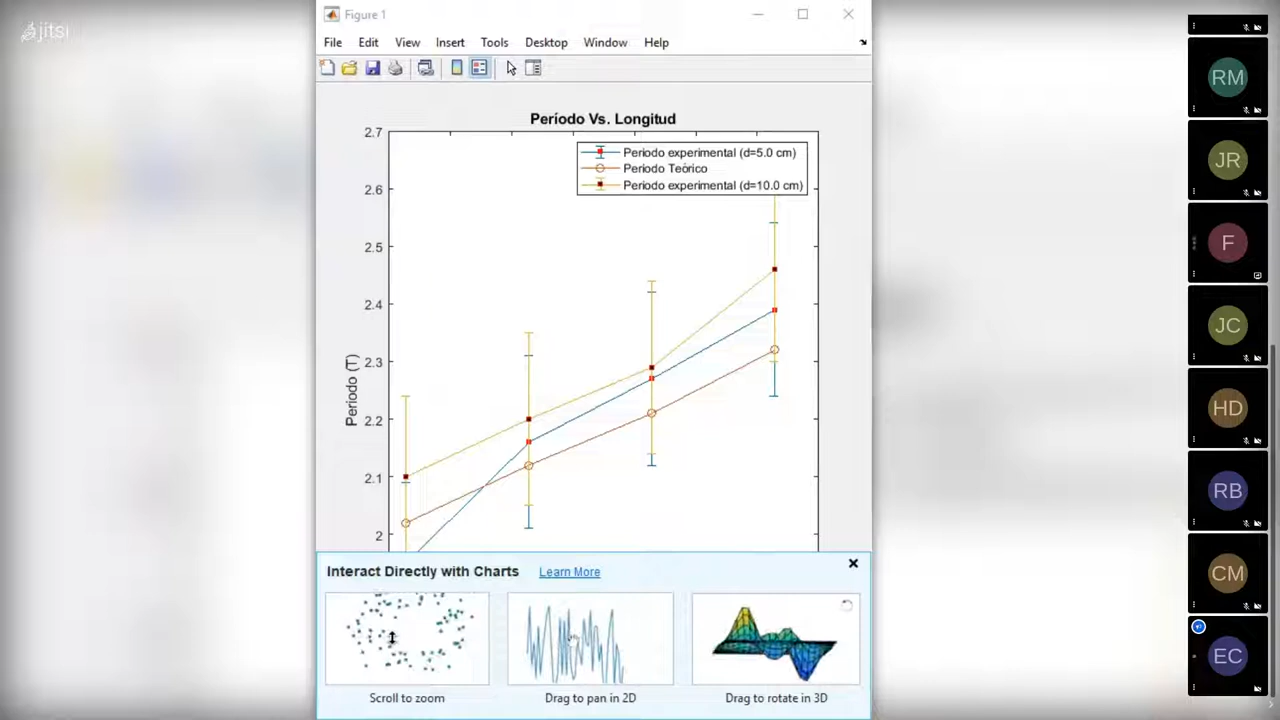 jitsi
Figure 1
File Edit View Insert Tools Desktop Window Help
Período Vs. Longitud
Periodo experimental (d=5.0 cm)
Período Teórico
Periodo experimental (d=10.0 cm)
2.7
2.6
2.5
2.4
2.3
2.2
2.1
2
Periodo (T)
Interact Directly with Charts Learn More
Scroll to zoom
Drag to pan in 2D
Drag to rotate in 3D
RM
JR
F
JC
HD
RB
CM
EC